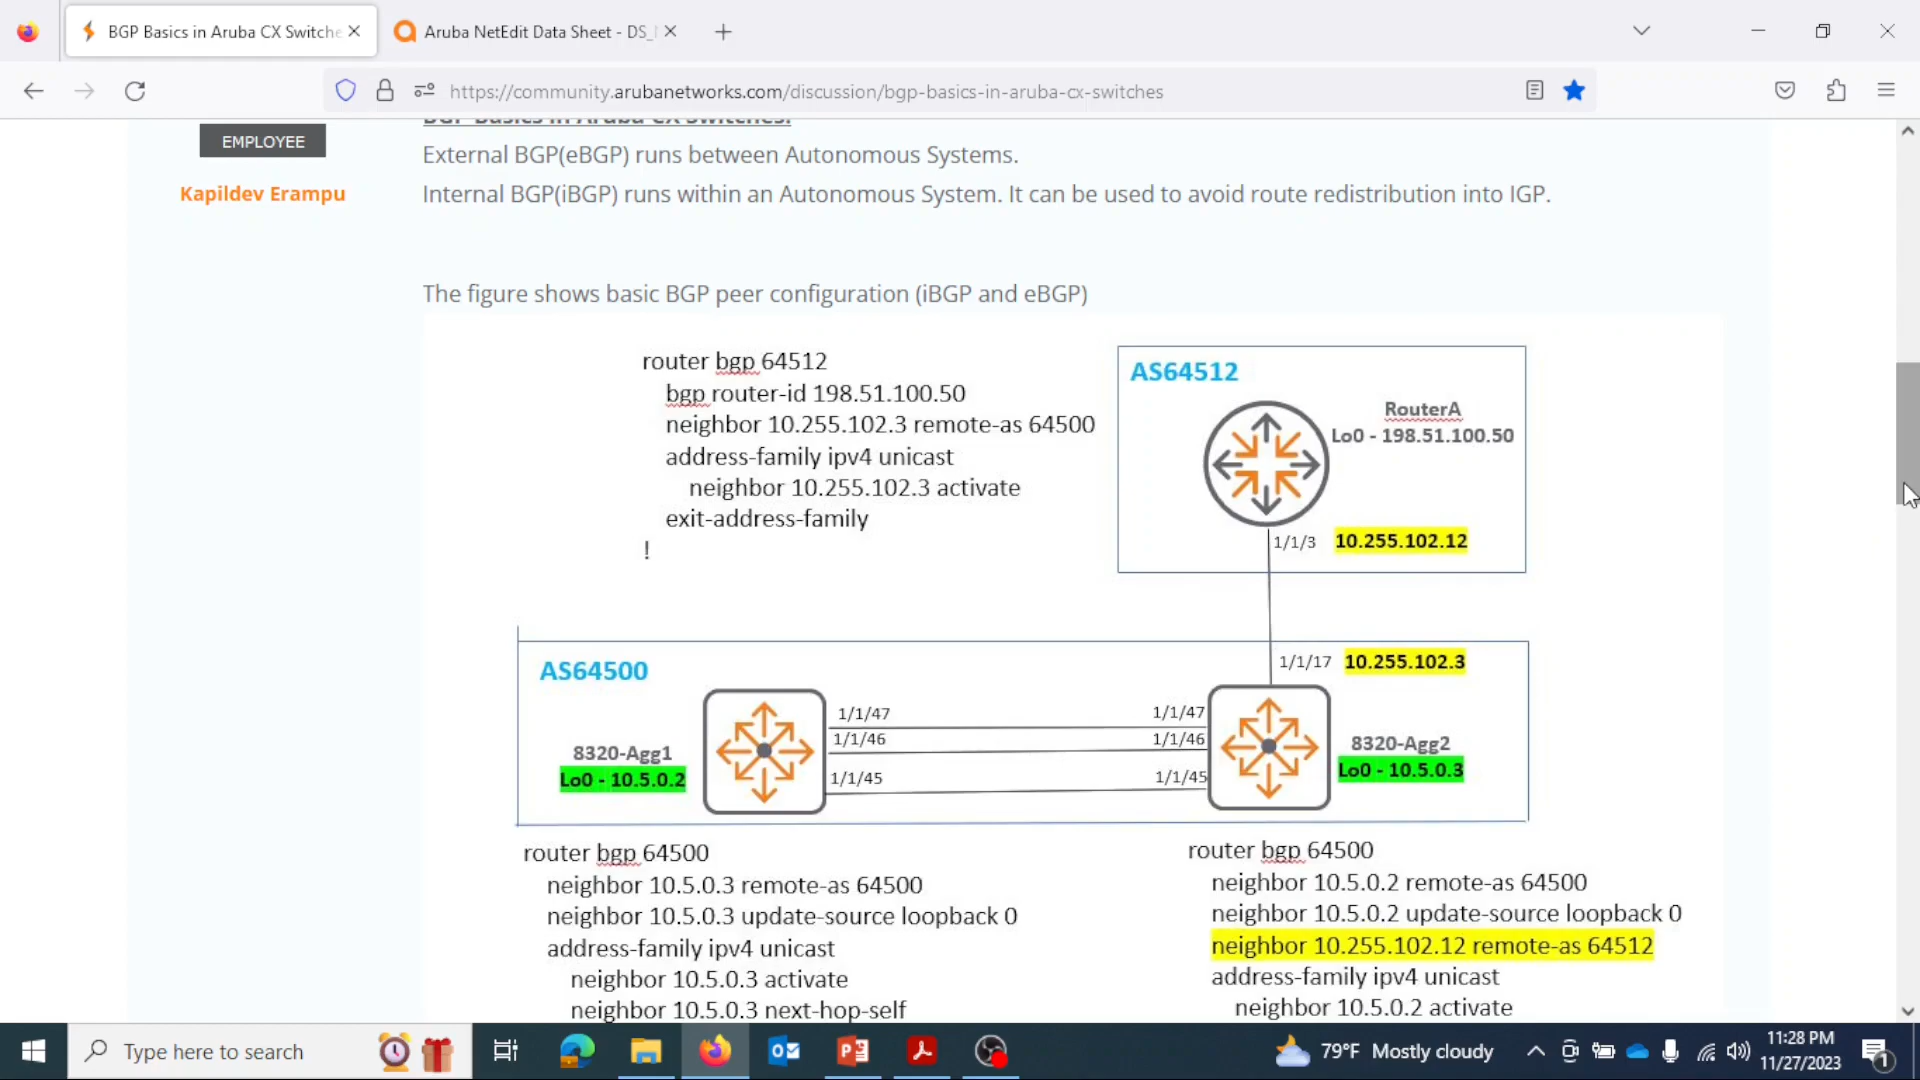 BGP Basics in Aruba CX Switche
Aruba NetEdit Data Sheet - DS_
https://community.arubanetworks.com/discussion/bgp-basics-in-aruba-cx-switches
BGP Basics in Aruba CX Switches:
EMPLOYEE
Kapildev Erampu
External BGP(eBGP) runs between Autonomous Systems.
Internal BGP(iBGP) runs within an Autonomous System. It can be used to avoid route redistribution into IGP.
The figure shows basic BGP peer configuration (iBGP and eBGP)
router bgp 64512
bgp router-id 198.51.100.50
neighbor 10.255.102.3 remote-as 64500
address-family ipv4 unicast
neighbor 10.255.102.3 activate
exit-address-family
!
AS64512
RouterA
Lo0 - 198.51.100.50
1/1/3 10.255.102.12
AS64500
1/1/17 10.255.102.3
1/1/47 1/1/47
1/1/46 1/1/46
1/1/45 1/1/45
8320-Agg1
Lo0 - 10.5.0.2
8320-Agg2
Lo0 - 10.5.0.3
router bgp 64500
neighbor 10.5.0.3 remote-as 64500
neighbor 10.5.0.3 update-source loopback 0
address-family ipv4 unicast
neighbor 10.5.0.3 activate
neighbor 10.5.0.3 next-hop-self
router bgp 64500
neighbor 10.5.0.2 remote-as 64500
neighbor 10.5.0.2 update-source loopback 0
neighbor 10.255.102.12 remote-as 64512
address-family ipv4 unicast
neighbor 10.5.0.2 activate
Type here to search
79°F Mostly cloudy
11:28 PM
11/27/2023
1